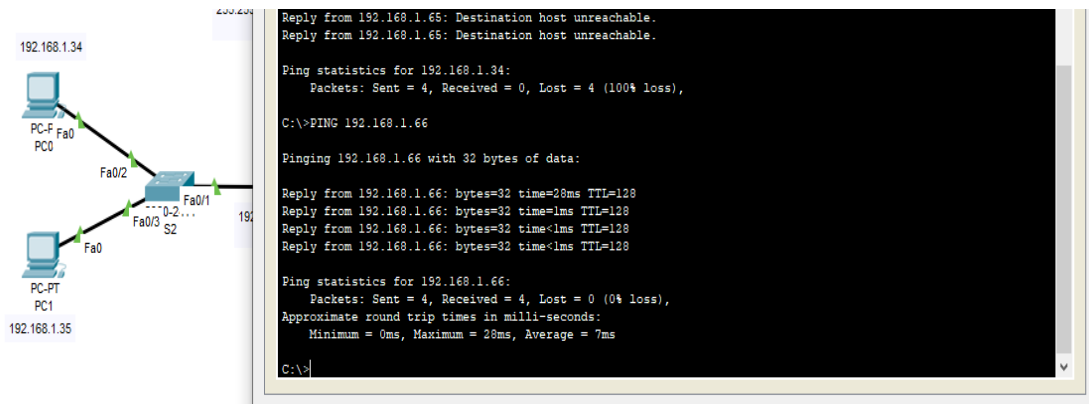 192.168.1.34
PC-F Fa0
PC0
Fa0/2
Fa0/1
0-2
Fa0/3
S2
Fa0
PC-PT
PC1
192.168.1.35
Reply from 192.168.1.65: Destination host unreachable.
Reply from 192.168.1.65: Destination host unreachable.
Ping statistics for 192.168.1.34:
Packets: Sent = 4, Received = 0, Lost = 4 (100% loss),
C:\>PING 192.168.1.66
Pinging 192.168.1.66 with 32 bytes of data:
Reply from 192.168.1.66: bytes=32 time=28ms TTL=128
Reply from 192.168.1.66: bytes=32 time=1ms TTL=128
Reply from 192.168.1.66: bytes=32 time<1ms TTL=128
Reply from 192.168.1.66: bytes=32 time<1ms TTL=128
Ping statistics for 192.168.1.66:
Packets: Sent = 4, Received = 4, Lost = 0 (0% loss),
Approximate round trip times in milli-seconds:
Minimum = 0ms, Maximum = 28ms, Average = 7ms
C:\>